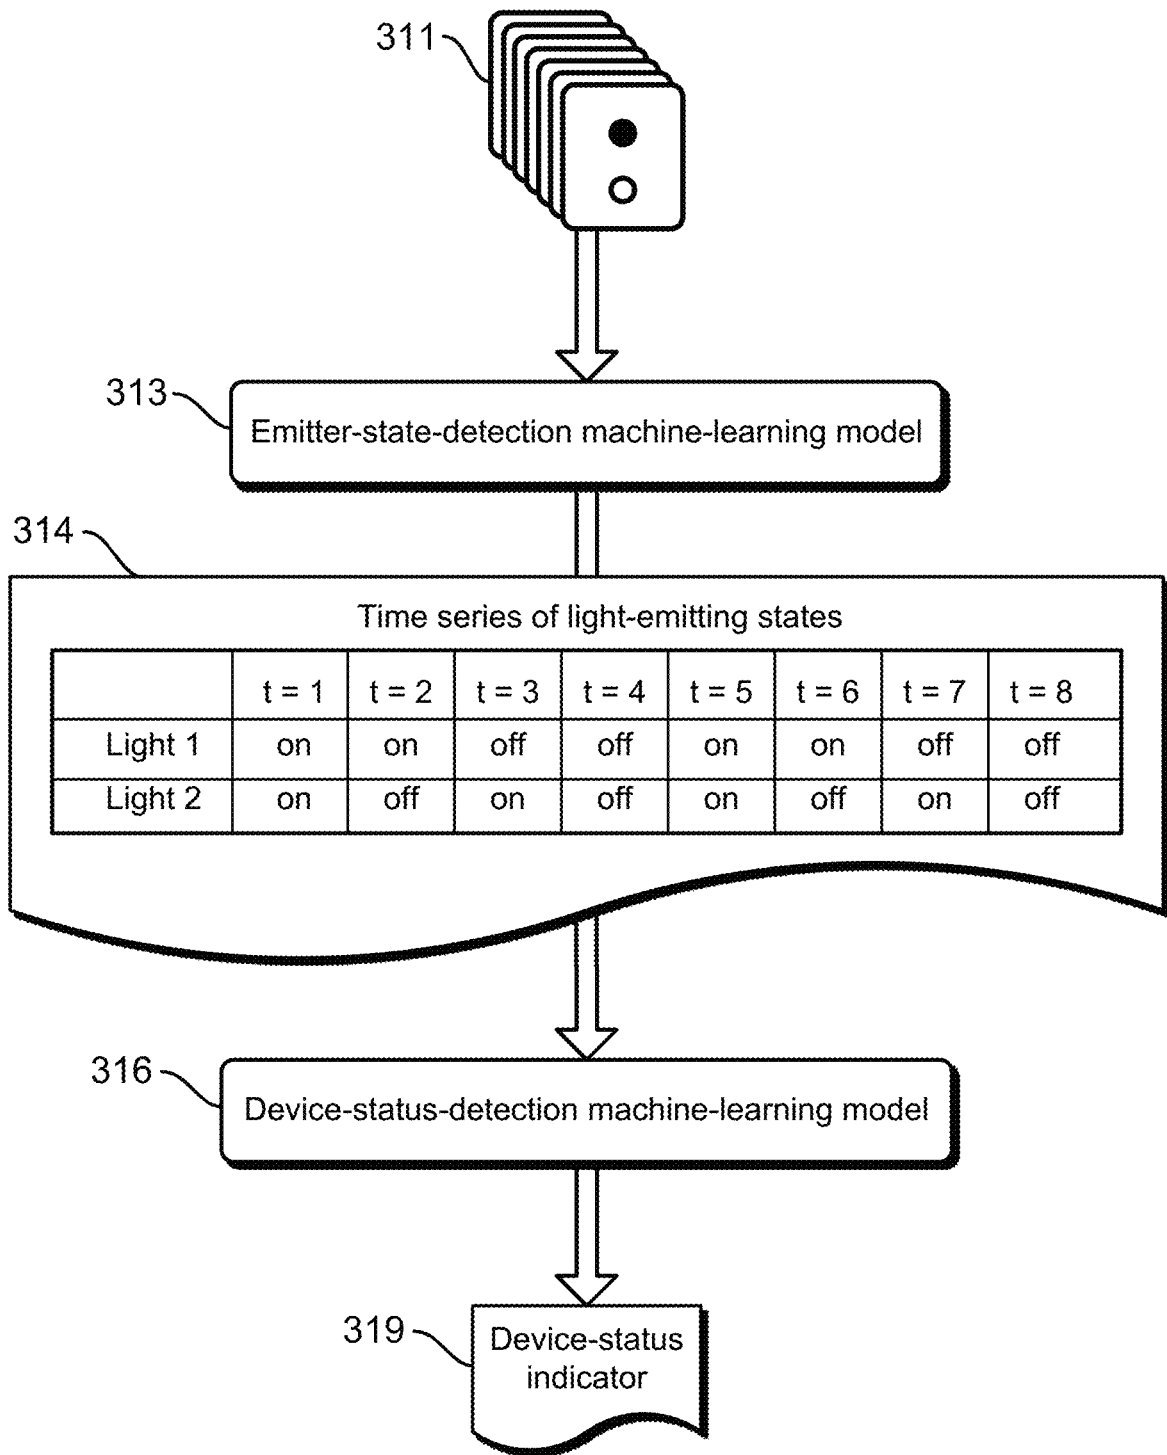 311
313
Emitter-state-detection machine-learning model
314
Time series of light-emitting states
t = 1 t = 2 t = 3 t = 4 t = 5 t = 6 t = 7 t = 8
Light 1 on on off off on on off off
Light 2 on off on off on off on off
316
Device-status-detection machine-learning model
319
Device-status
indicator